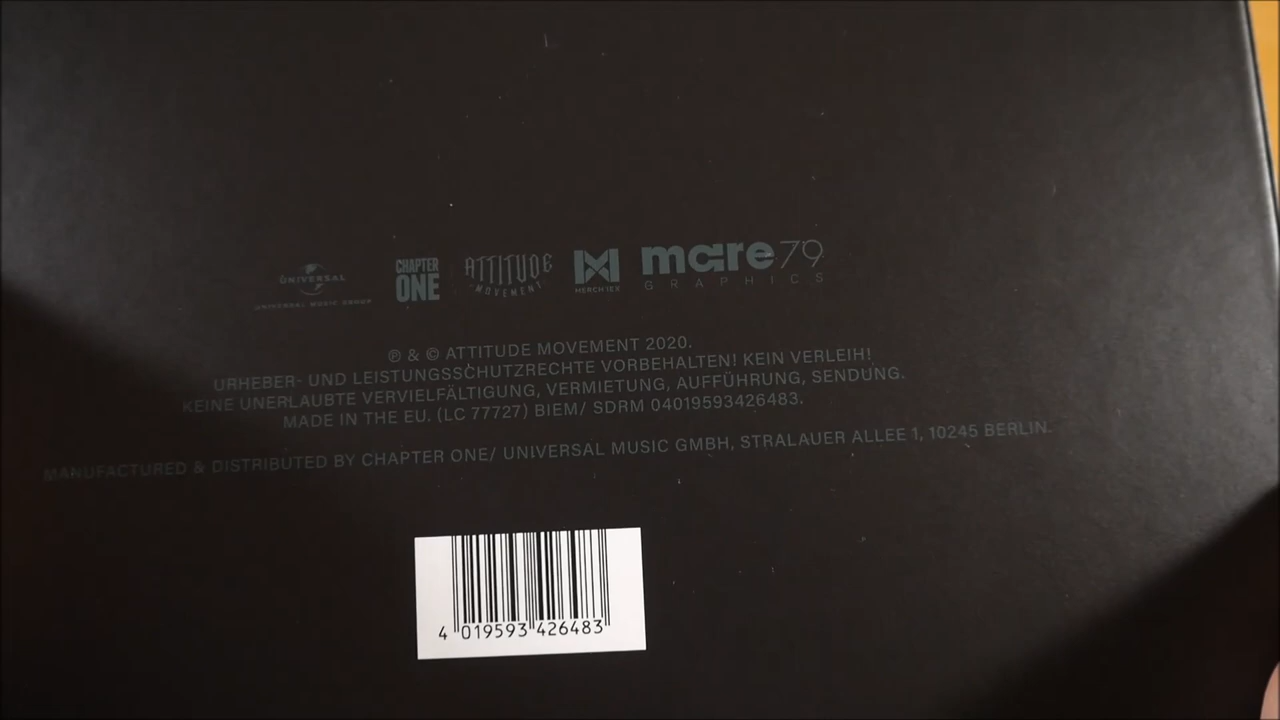 UNIVERSAL
UNIVERSAL MUSIC GROUP
CHAPTER
ONE
ATTITUDE
MOVEMENT
MERCH1EX
mare79
GRAPHICS
℗ & © ATTITUDE MOVEMENT 2020.
URHEBER- UND LEISTUNGSSCHUTZRECHTE VORBEHALTEN! KEIN VERLEIH!
KEINE UNERLAUBTE VERVIELFÄLTIGUNG, VERMIETUNG, AUFFÜHRUNG, SENDUNG.
MADE IN THE EU. (LC 77727) BIEM/ SDRM 04019593426483.
MANUFACTURED & DISTRIBUTED BY CHAPTER ONE/ UNIVERSAL MUSIC GMBH, STRALAUER ALLEE 1, 10245 BERLIN.
4 019593 426483